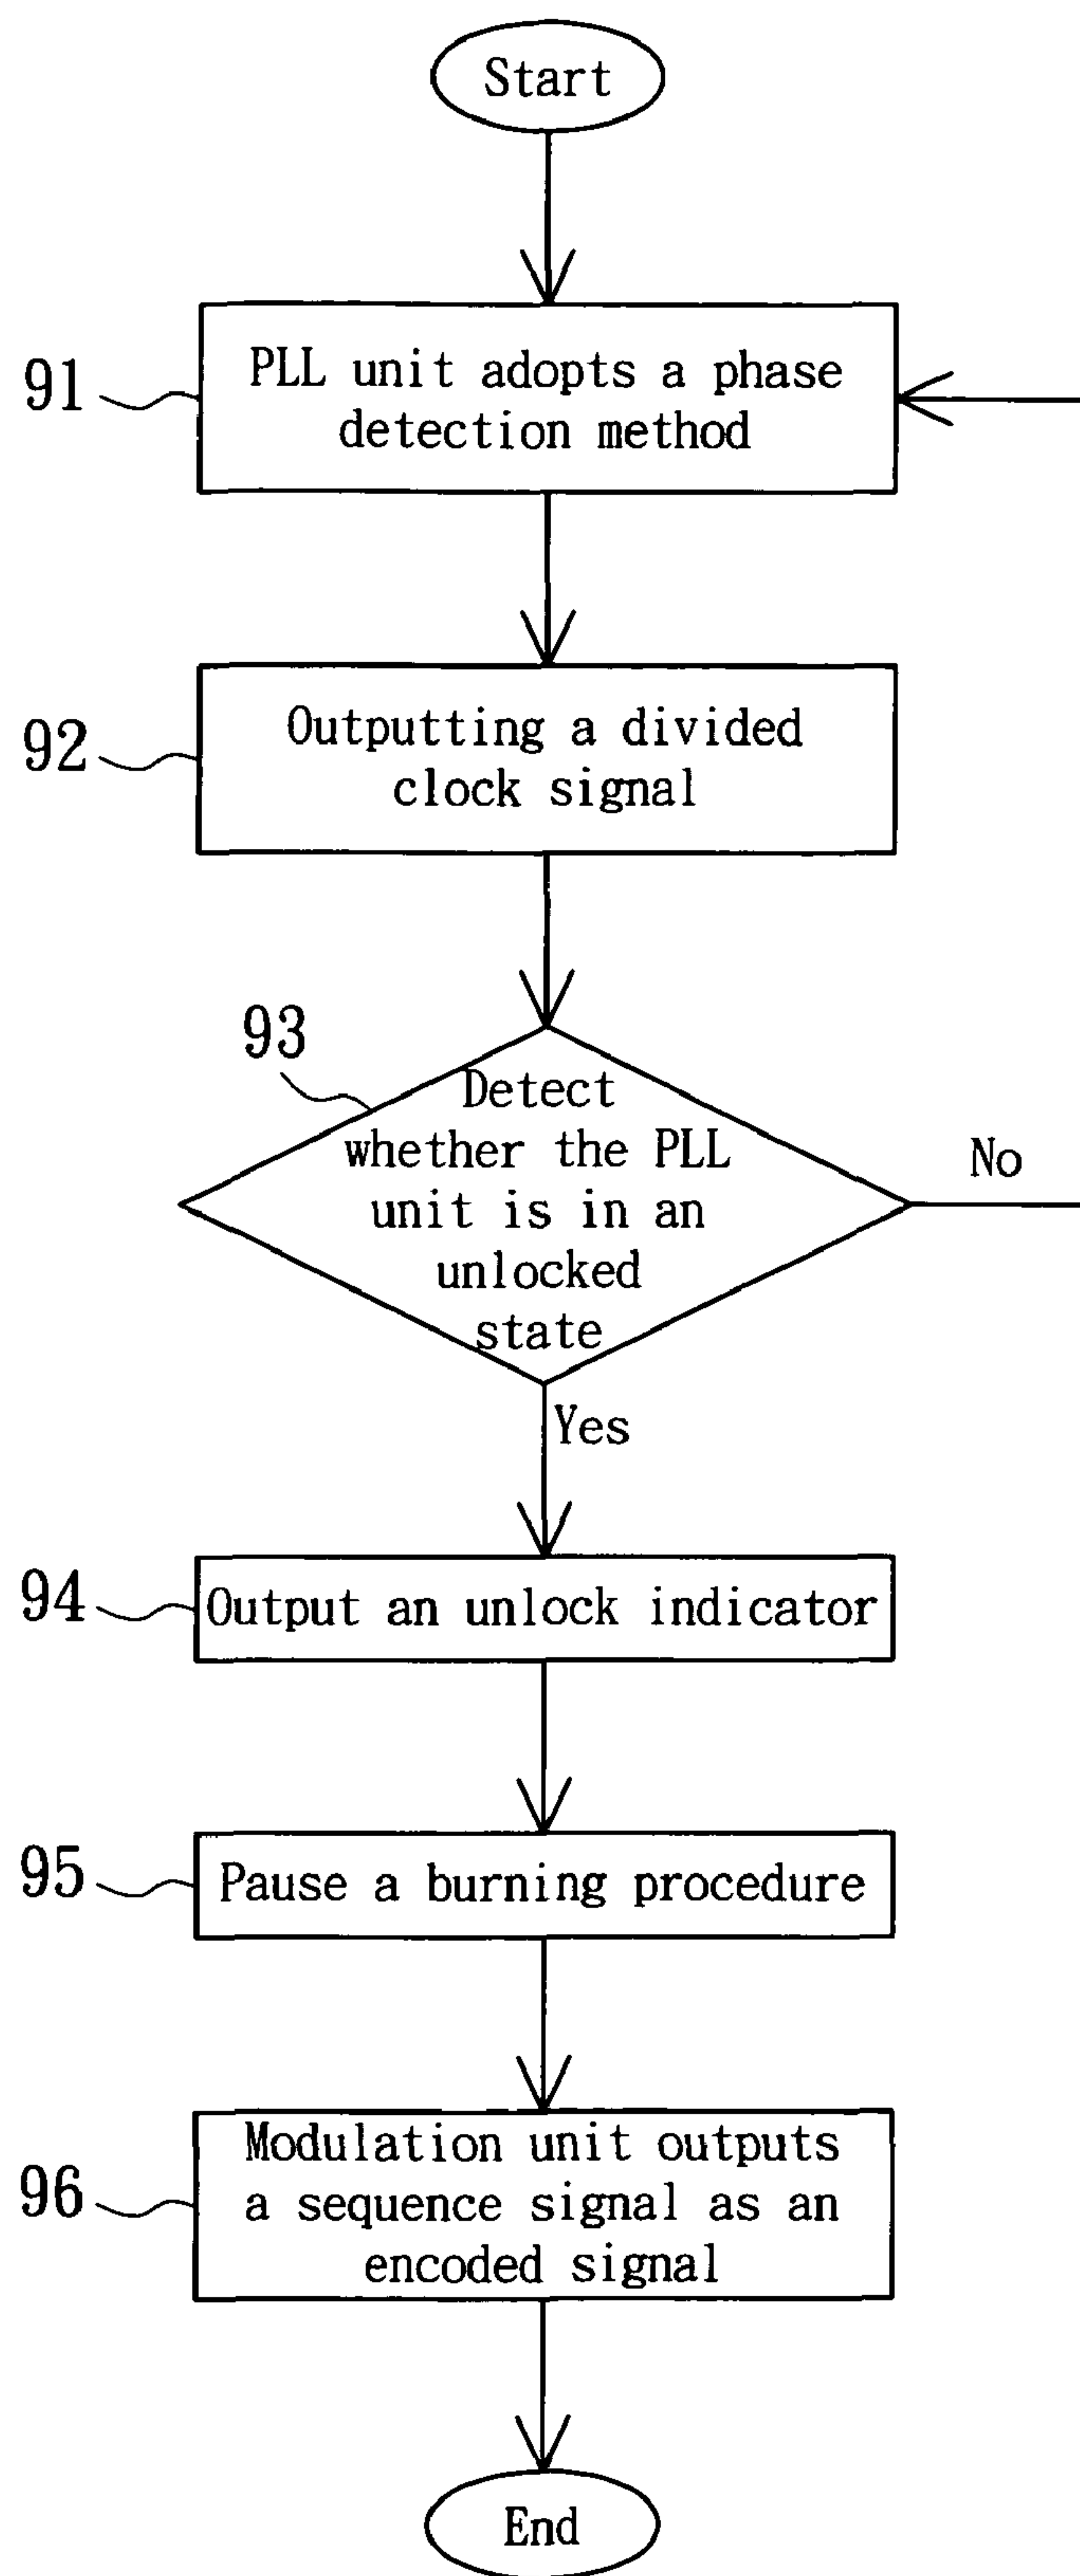 Start
91
PLL unit adopts a phase
detection method
92
Outputting a divided
clock signal
93
Detect
whether the PLL
unit is in an
unlocked
state
No
Yes
94
Output an unlock indicator
95
Pause a burning procedure
96
Modulation unit outputs
a sequence signal as an
encoded signal
End